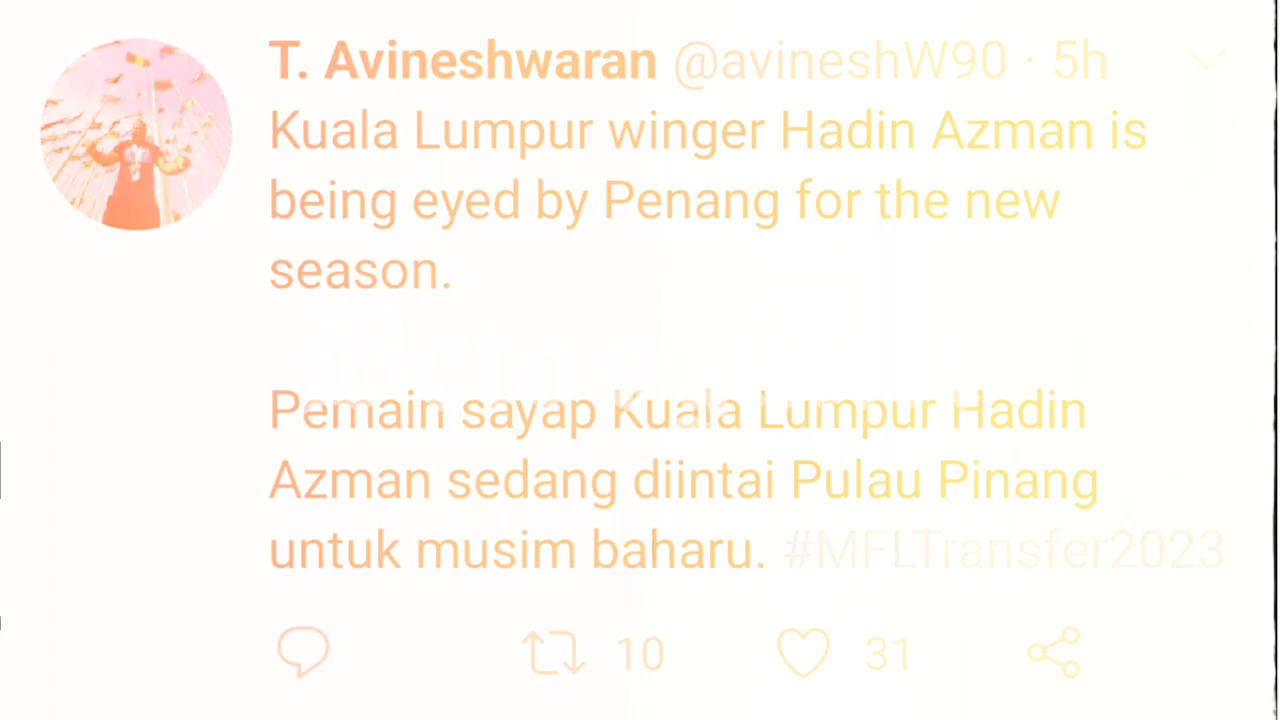 T. Avineshwaran @avineshW90 · 5h
Kuala Lumpur winger Hadin Azman is
being eyed by Penang for the new
season.
Pemain sayap Kuala Lumpur Hadin
Azman sedang diintai Pulau Pinang
untuk musim baharu. #MFLTransfer2023
10 31